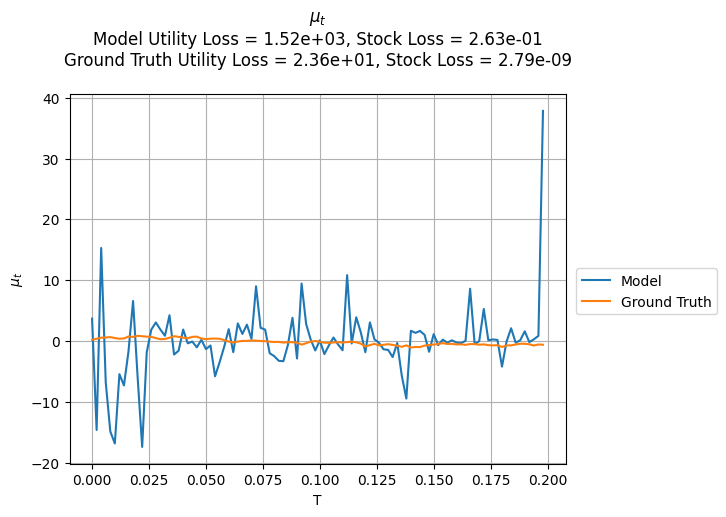 μt
Model Utility Loss = 1.52e+03, Stock Loss = 2.63e-01
Ground Truth Utility Loss = 2.36e+01, Stock Loss = 2.79e-09
40
30
20
10
0
−10
−20
μt
0.000 0.025 0.050 0.075 0.100 0.125 0.150 0.175 0.200
T
Model
Ground Truth